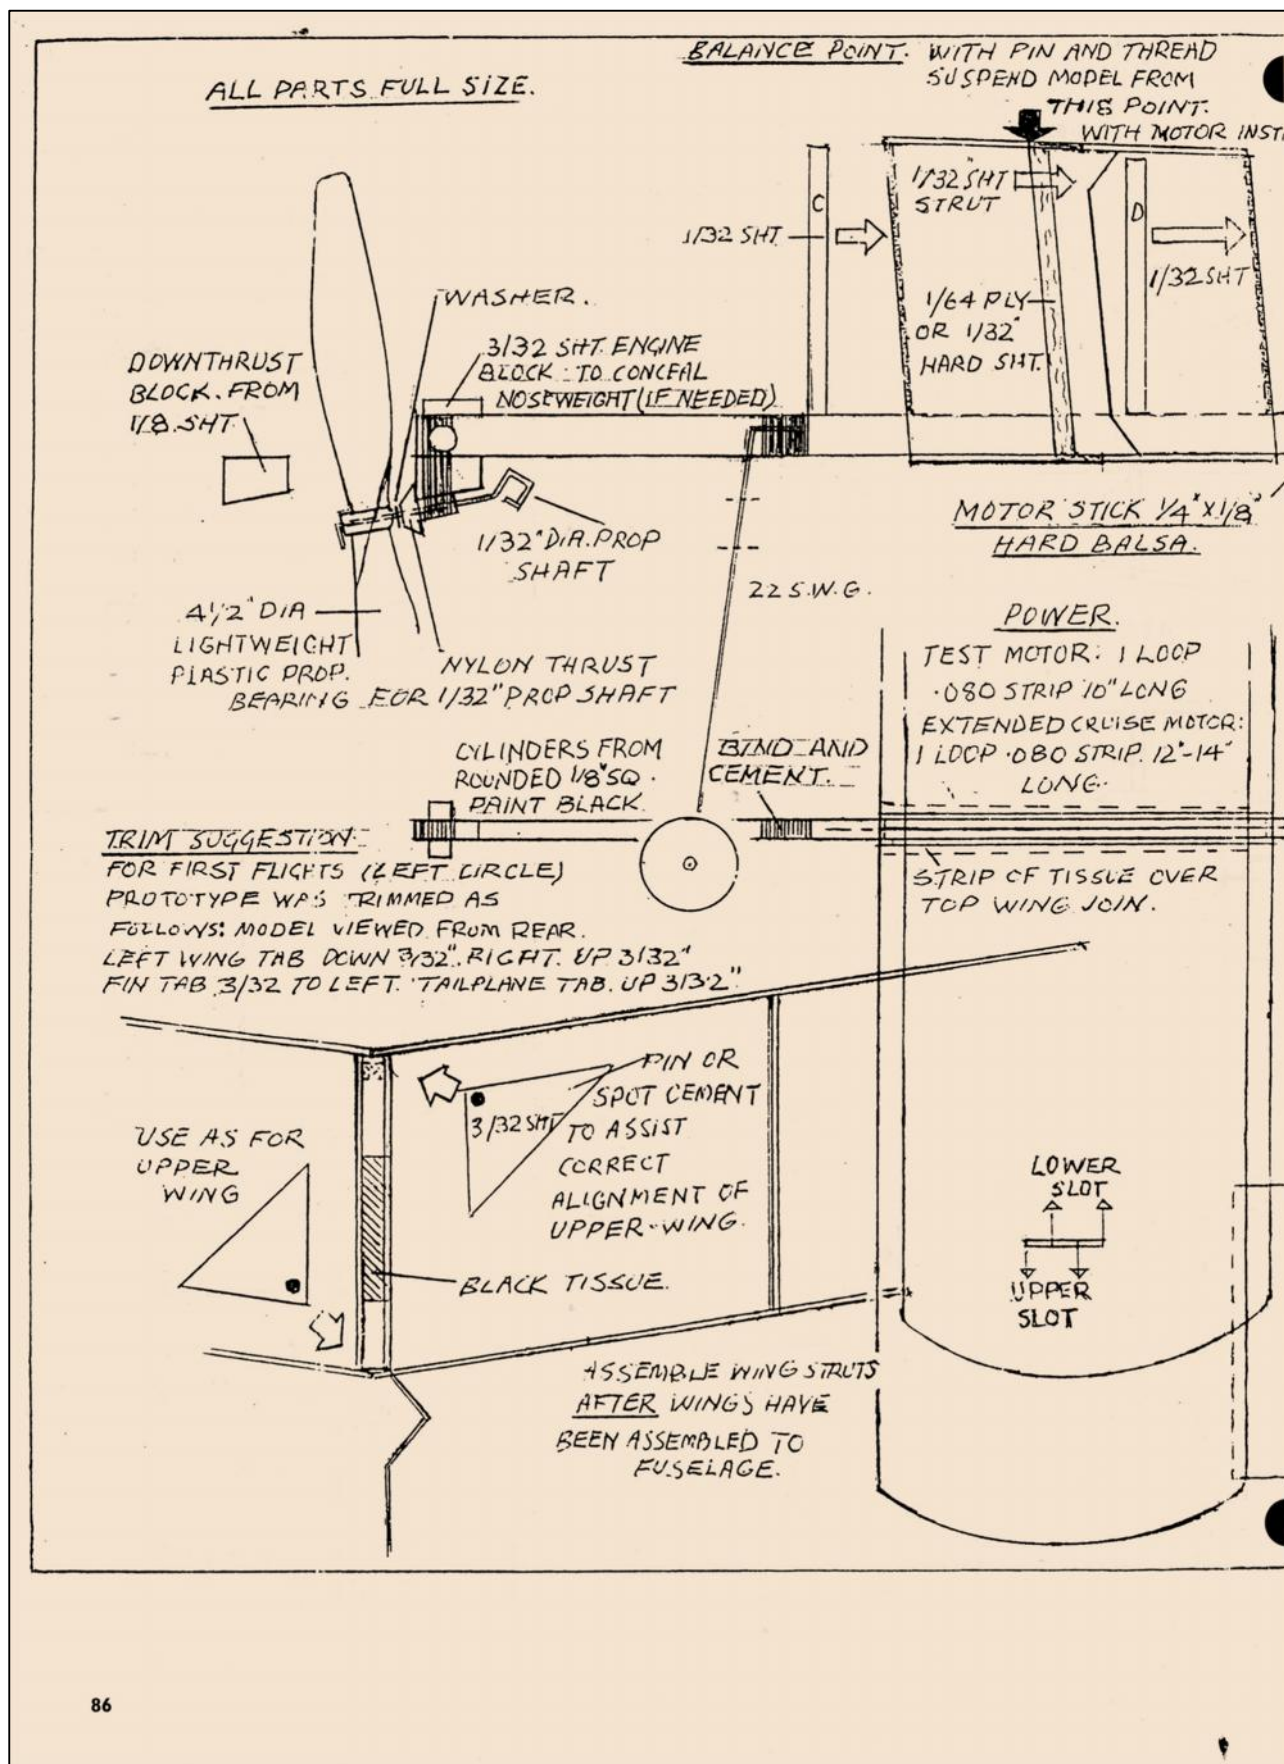 ALL PARTS FULL SIZE.
BALANCE POINT. WITH PIN AND THREAD
SUSPEND MODEL FROM
THIS POINT.
WITH MOTOR INST
1/32" SHT
STRUT
C
D
1/32 SHT
1/32 SHT
1/64 PLY
OR 1/32"
HARD SHT.
WASHER.
3/32 SHT. ENGINE
BLOCK : TO CONCEAL
NOSEWEIGHT (IF NEEDED)
DOWNTHRUST
BLOCK. FROM
1/8. SHT.
1/32" DIA. PROP
SHAFT
MOTOR STICK 1/4" X 1/8"
HARD BALSA.
22 S.W.G.
4 1/2" DIA
LIGHTWEIGHT
PLASTIC PROP.
NYLON THRUST
BEARING FOR 1/32" PROP SHAFT
POWER.
TEST MOTOR: 1 LOOP
.080 STRIP 10" LONG
EXTENDED CRUISE MOTOR:
1 LOOP .080 STRIP. 12"-14"
LONG.
CYLINDERS FROM
ROUNDED 1/8" SQ.
PAINT BLACK.
BIND AND
CEMENT.
TRIM SUGGESTION
FOR FIRST FLIGHTS (LEFT CIRCLE)
PROTOTYPE WAS TRIMMED AS
FOLLOWS: MODEL VIEWED FROM REAR.
LEFT WING TAB DOWN 3/32". RIGHT. UP 3/32"
FIN TAB 3/32 TO LEFT. TAILPLANE TAB. UP 3/32"
STRIP OF TISSUE OVER
TOP WING JOIN.
PIN OR
SPOT CEMENT
TO ASSIST
CORRECT
ALIGNMENT OF
UPPER-WING.
3/32 SHT
USE AS FOR
UPPER
WING
BLACK TISSUE.
LOWER
SLOT
UPPER
SLOT
ASSEMBLE WING STRUTS
AFTER WINGS HAVE
BEEN ASSEMBLED TO
FUSELAGE.
86